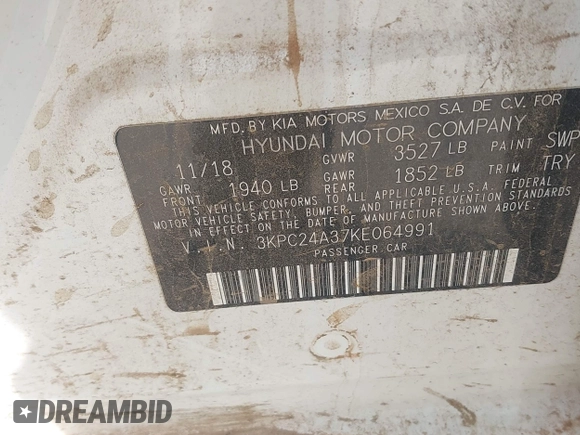 MFD. BY KIA MOTORS MEXICO S.A. DE C.V. FOR
HYUNDAI MOTOR COMPANY
11/18 GVWR 3527 LB PAINT SWP
GAWR FRONT 1940 LB GAWR REAR 1852 LB TRIM TRY
THIS VEHICLE CONFORMS TO ALL APPLICABLE U.S.A. FEDERAL
MOTOR VEHICLE SAFETY, BUMPER, AND THEFT PREVENTION STANDARDS
IN EFFECT ON THE DATE OF MANUFACTURE SHOWN ABOVE.
V.I.N. 3KPC24A37KE064991
PASSENGER CAR
DREAMBID